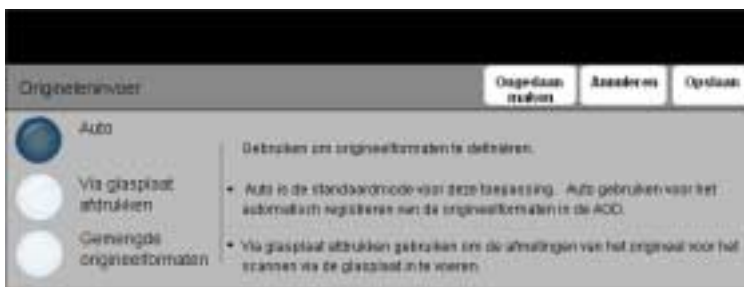 Origineleninvoer
Ongedaan
maken
Annuleren
Opslaan
Auto
Via glasplaat
afdrukken
Gemengde
origineelformaten
Gebruiken om origineelformaten te definiëren.
• Auto is de standaardmode voor deze toepassing. Auto gebruiken voor het
automatisch registreren van de origineelformaten in de AOD.
• Via glasplaat afdrukken gebruiken om de afmetingen van het origineel voor het
scannen via de glasplaat in te voeren.